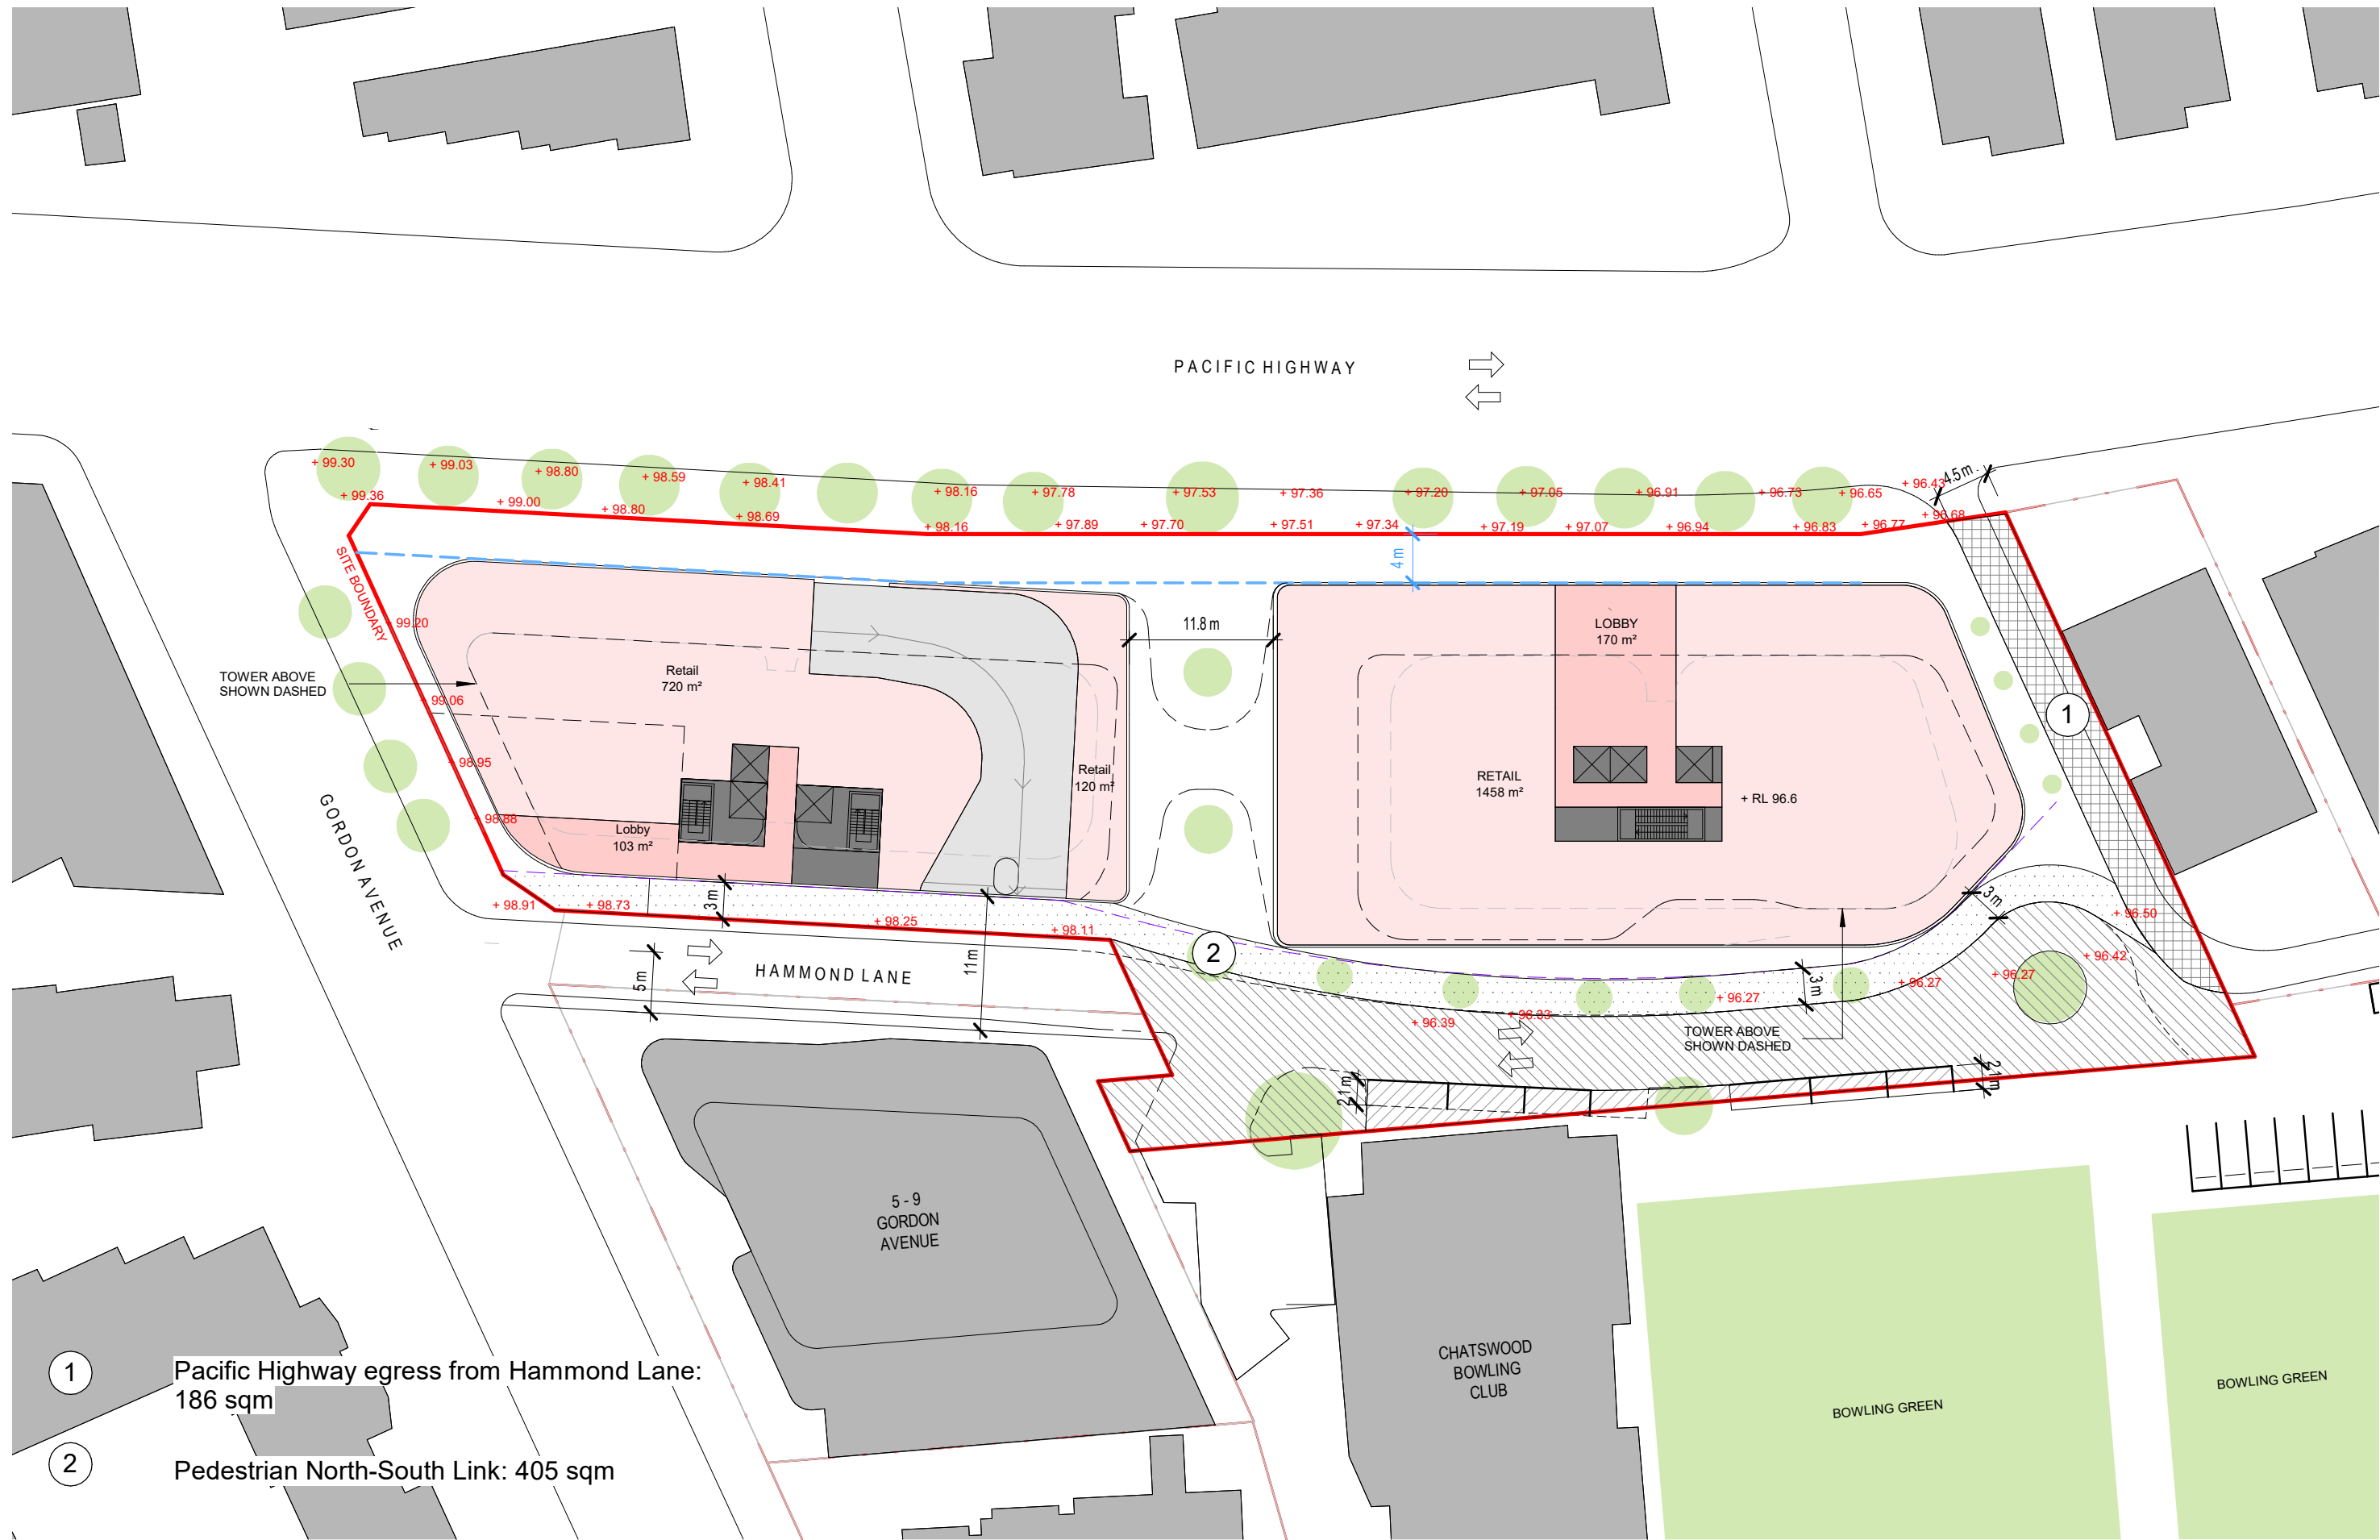 PACIFIC HIGHWAY
+ 99.30
+ 99.03
+ 98.80
+ 98.59
+ 98.41
+ 98.16
+ 97.78
+ 97.53
+ 97.36
+ 97.20
+ 97.05
+ 96.91
+ 96.73
+ 96.65
+ 96.43
4.5m
+ 99.36
+ 99.00
+ 98.80
+ 98.69
+ 98.16
+ 97.89
+ 97.70
+ 97.51
+ 97.34
+ 97.19
+ 97.07
+ 96.94
+ 96.83
+ 96.77
+ 96.68
4 m
SITE BOUNDARY
+ 99.20
11.8 m
LOBBY
170 m²
TOWER ABOVE
SHOWN DASHED
Retail
720 m²
+ 99.06
1
+ 98.95
Retail
120 m²
RETAIL
1458 m²
+ RL 96.6
+ 98.88
Lobby
103 m²
GORDON AVENUE
+ 98.91
+ 98.73
3 m
+ 98.25
+ 98.11
3 m
+ 96.50
2
HAMMOND LANE
5 m
11m
3 m
+ 96.42
+ 96.27
+ 96.27
+ 96.27
+ 96.39
+ 96.33
TOWER ABOVE
SHOWN DASHED
2.1m
2.1m
5 - 9
GORDON
AVENUE
CHATSWOOD
BOWLING
CLUB
BOWLING GREEN
BOWLING GREEN
1
Pacific Highway egress from Hammond Lane:
186 sqm
2
Pedestrian North-South Link: 405 sqm